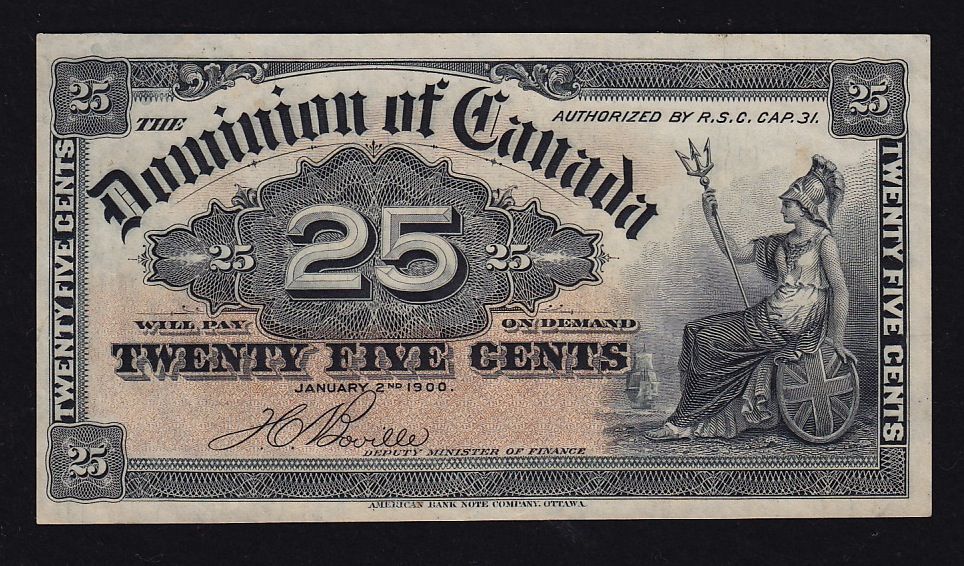 25
25
THE
Dominion of Canada
AUTHORIZED BY R.S.C. CAP. 31.
TWENTY FIVE CENTS
25
25
25
TWENTY FIVE CENTS
WILL PAY ON DEMAND
TWENTY FIVE CENTS
JANUARY 2ND 1900.
H C Boville
DEPUTY MINISTER OF FINANCE
25
AMERICAN BANK NOTE COMPANY. OTTAWA.